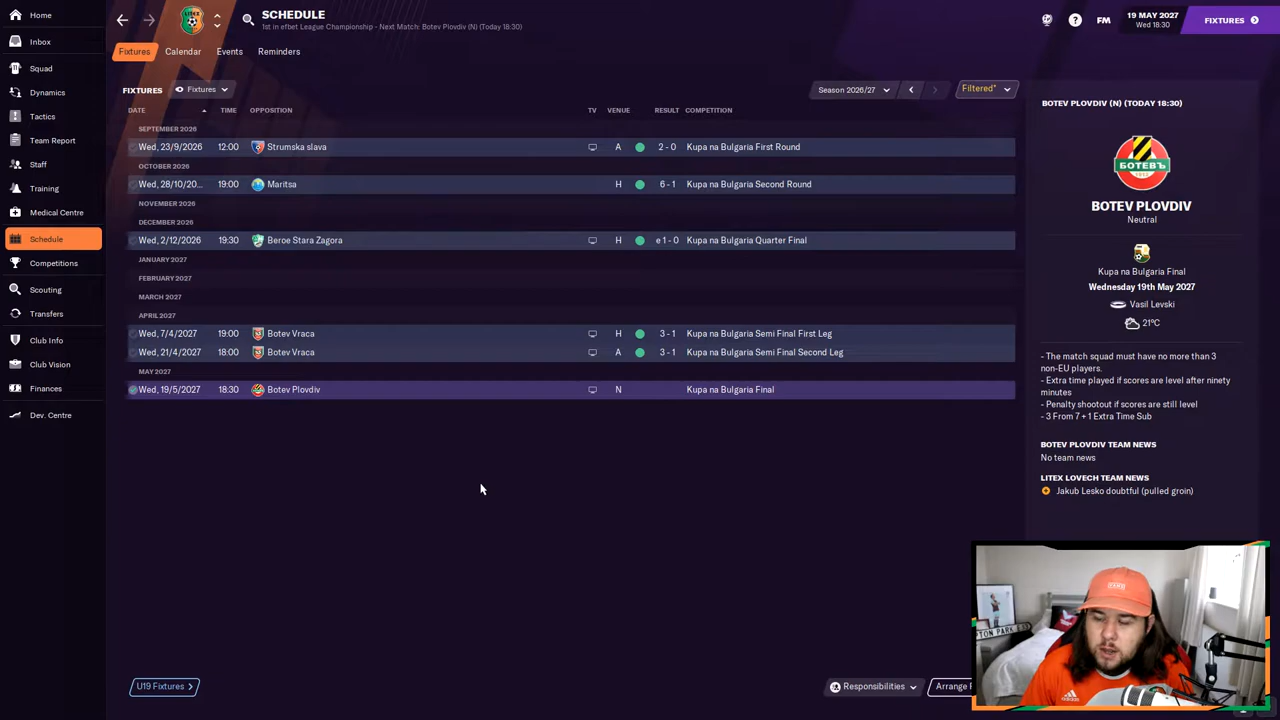 Home
Inbox
Squad
Dynamics
Tactics
Team Report
Staff
Training
Medical Centre
Schedule
Competitions
Scouting
Transfers
Club Info
Club Vision
Finances
Dev. Centre
LITEX
SCHEDULE
1st in efbet League Championship - Next Match: Botev Plovdiv (N) (Today 18:30)
FM
19 MAY 2027
Wed 18:30
FIXTURES
Fixtures
Calendar
Events
Reminders
FIXTURES
Fixtures
Season 2026/27
Filtered*
DATE TIME OPPOSITION TV VENUE RESULT COMPETITION
SEPTEMBER 2026
Wed, 23/9/2026 12:00 Strumska slava A 2 - 0 Kupa na Bulgaria First Round
OCTOBER 2026
Wed, 28/10/20... 19:00 Maritsa H 6 - 1 Kupa na Bulgaria Second Round
NOVEMBER 2026
DECEMBER 2026
Wed, 2/12/2026 19:30 Beroe Stara Zagora H e 1 - 0 Kupa na Bulgaria Quarter Final
JANUARY 2027
FEBRUARY 2027
MARCH 2027
APRIL 2027
Wed, 7/4/2027 19:00 Botev Vraca H 3 - 1 Kupa na Bulgaria Semi Final First Leg
Wed, 21/4/2027 18:00 Botev Vraca A 3 - 1 Kupa na Bulgaria Semi Final Second Leg
MAY 2027
Wed, 19/5/2027 18:30 Botev Plovdiv N Kupa na Bulgaria Final
U19 Fixtures
Responsibilities
Arrange F
BOTEV PLOVDIV (N) (TODAY 18:30)
БОТЕВЪ
1912
BOTEV PLOVDIV
Neutral
Kupa na Bulgaria Final
Wednesday 19th May 2027
Vasil Levski
21°C
- The match squad must have no more than 3
non-EU players.
- Extra time played if scores are level after ninety
minutes
- Penalty shootout if scores are still level
- 3 From 7 + 1 Extra Time Sub
BOTEV PLOVDIV TEAM NEWS
No team news
LITEX LOVECH TEAM NEWS
Jakub Lesko doubtful (pulled groin)